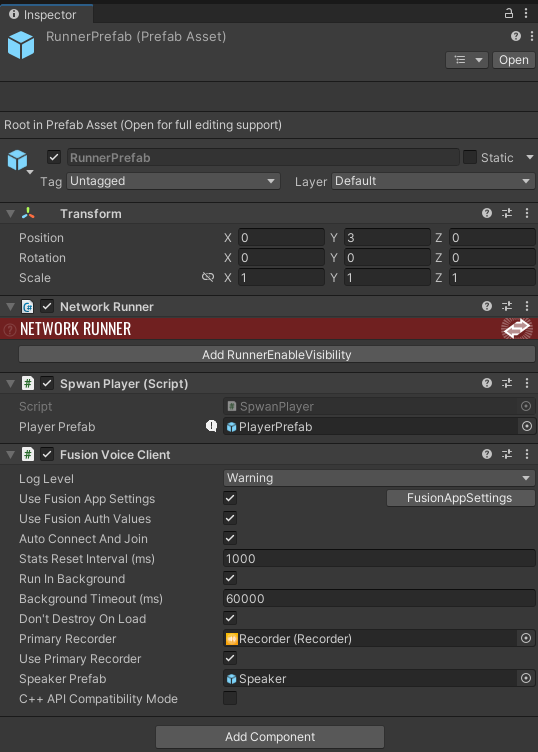 Inspector
RunnerPrefab (Prefab Asset)
Open
Root in Prefab Asset (Open for full editing support)
RunnerPrefab Static
Tag Untagged Layer Default
Transform
Position X 0 Y 3 Z 0
Rotation X 0 Y 0 Z 0
Scale X 1 Y 1 Z 1
Network Runner
NETWORK RUNNER
Add RunnerEnableVisibility
Spwan Player (Script)
Script SpwanPlayer
Player Prefab PlayerPrefab
Fusion Voice Client
Log Level Warning
Use Fusion App Settings FusionAppSettings
Use Fusion Auth Values
Auto Connect And Join
Stats Reset Interval (ms) 1000
Run In Background
Background Timeout (ms) 60000
Don't Destroy On Load
Primary Recorder Recorder (Recorder)
Use Primary Recorder
Speaker Prefab Speaker
C++ API Compatibility Mode
Add Component